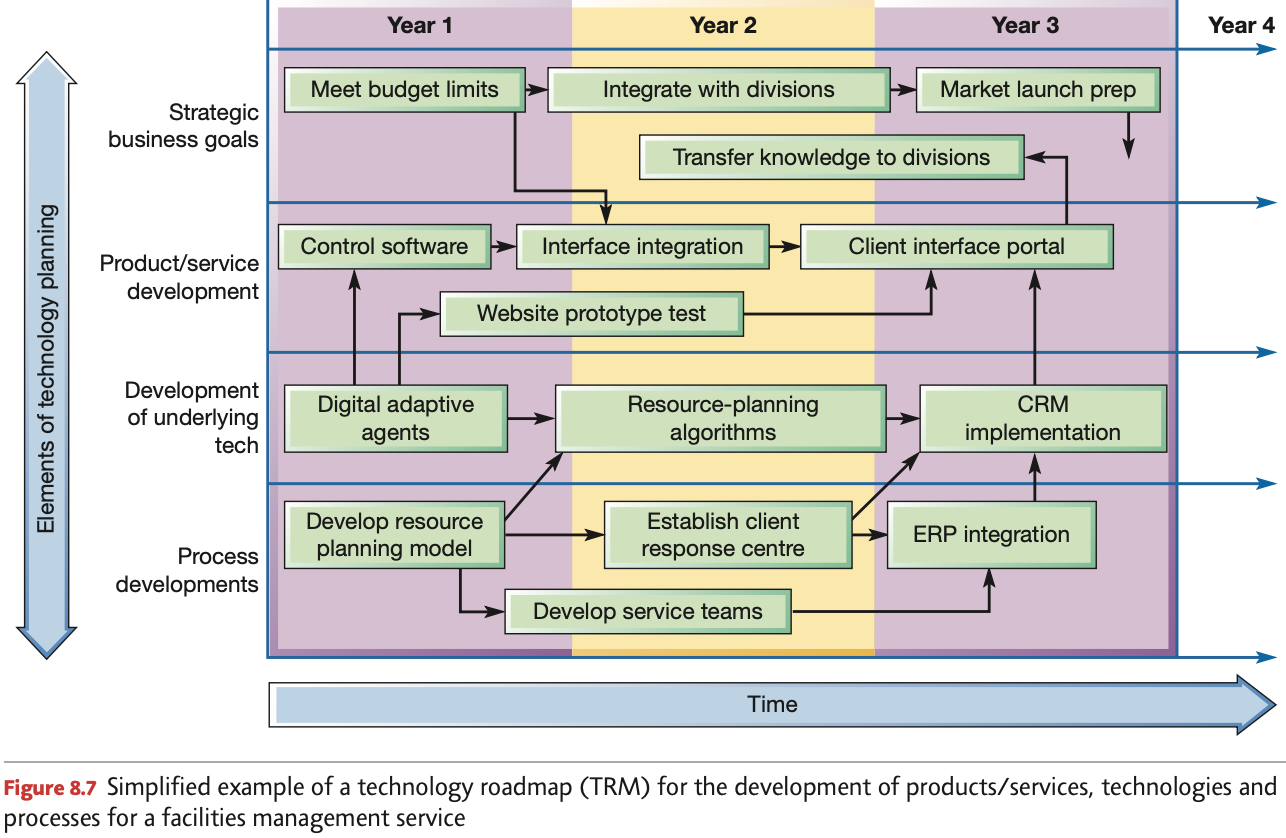 Year 1
Year 2
Year 3
Year 4
Elements of technology planning
Strategic
business goals
Meet budget limits
Integrate with divisions
Market launch prep
Transfer knowledge to divisions
Product/service
development
Control software
Interface integration
Client interface portal
Website prototype test
Development
of underlying
tech
Digital adaptive
agents
Resource-planning
algorithms
CRM
implementation
Process
developments
Develop resource
planning model
Establish client
response centre
ERP integration
Develop service teams
Time
Figure 8.7 Simplified example of a technology roadmap (TRM) for the development of products/services, technologies and
processes for a facilities management service